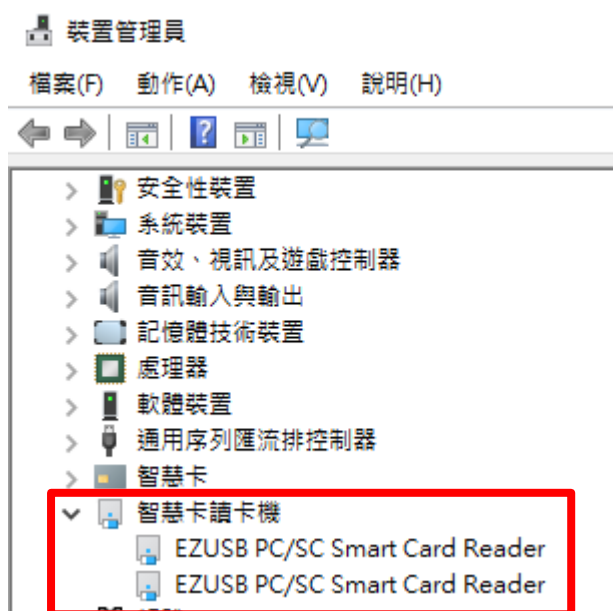 裝置管理員
檔案(F) 動作(A) 檢視(V) 說明(H)
安全性裝置
系統裝置
音效、視訊及遊戲控制器
音訊輸入與輸出
記憶體技術裝置
處理器
軟體裝置
通用序列匯流排控制器
智慧卡
智慧卡讀卡機
EZUSB PC/SC Smart Card Reader
EZUSB PC/SC Smart Card Reader